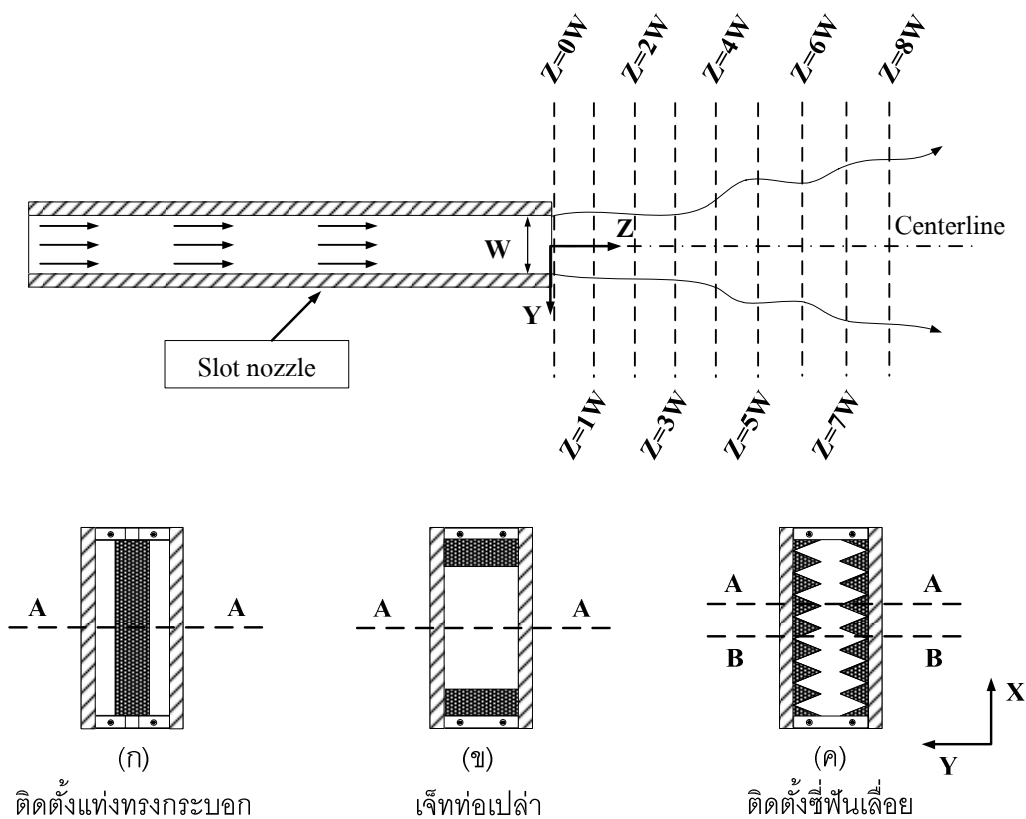 Z=0W
Z=2W
Z=4W
Z=6W
Z=8W
Centerline
W
Z
Y
Slot nozzle
Z=1W
Z=3W
Z=5W
Z=7W
A A
A A
A A
B B
X
Y
(ก)
(ข)
(ค)
ติดตั้งแท่งทรงกระบอก
เจ็ทท่อเปล่า
ติดตั้งซี่ฟันเลื่อย